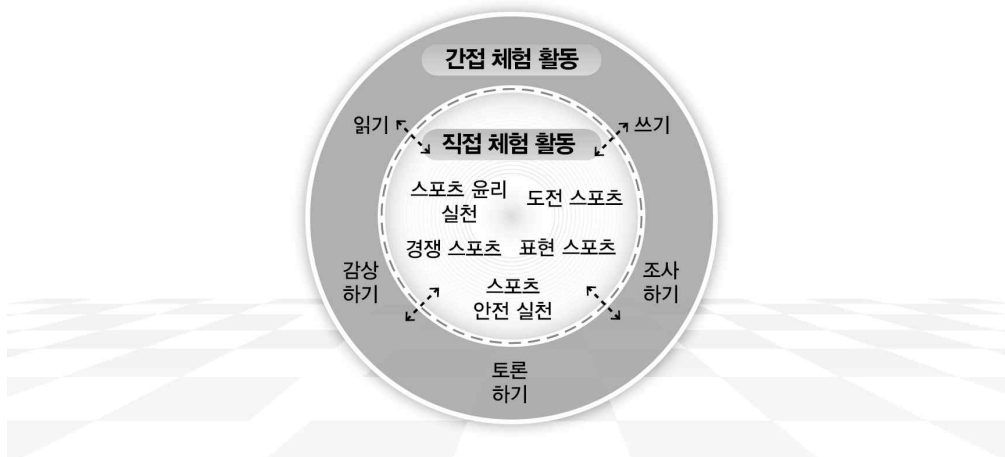 간접 체험 활동
읽기
쓰기
직접 체험 활동
스포츠 윤리
실천
도전 스포츠
경쟁 스포츠
표현 스포츠
감상
하기
조사
하기
스포츠
안전 실천
토론
하기